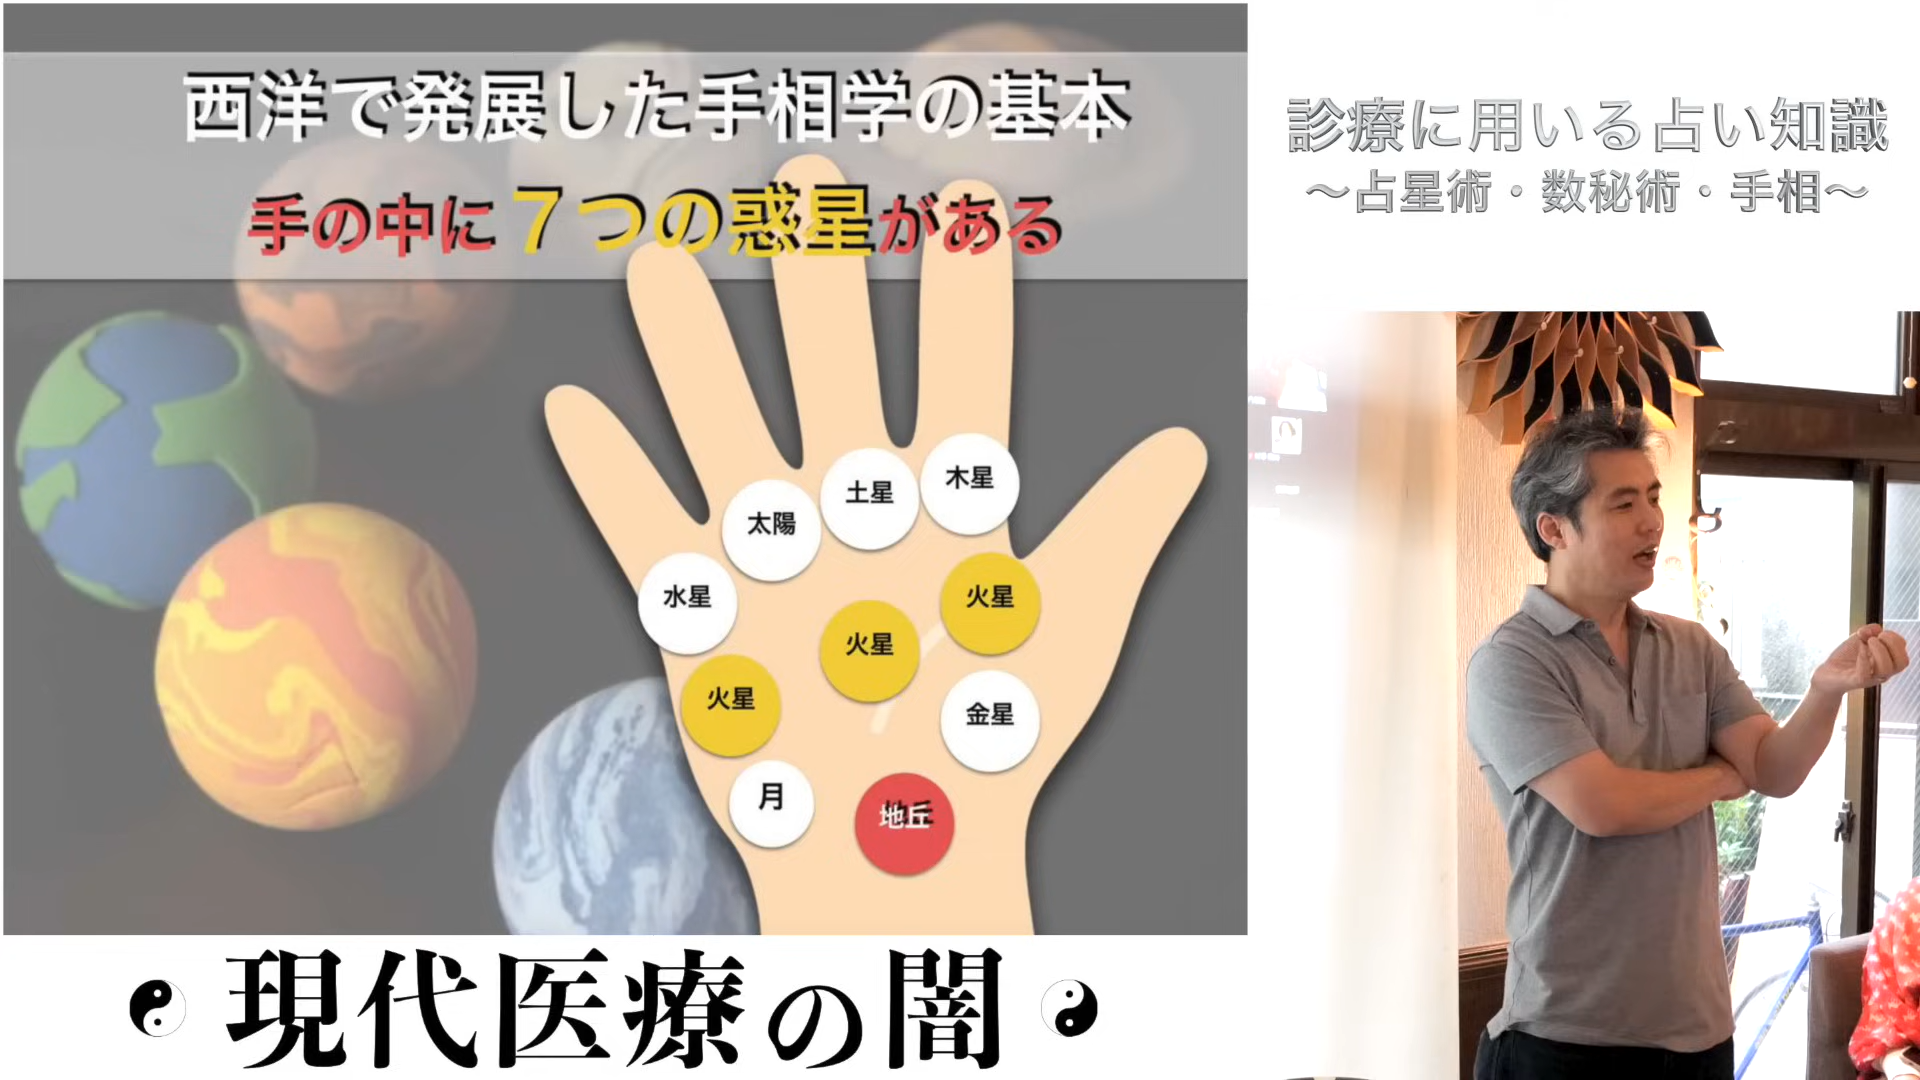 西洋で発展した手相学の基本
手の中に７つの惑星がある
木星
土星
太陽
水星
火星
火星
火星
金星
月
地丘
診療に用いる占い知識
〜占星術・数秘術・手相〜
現代医療の闇